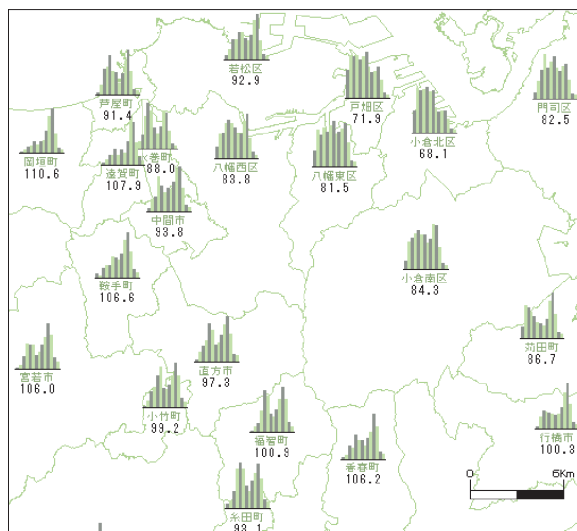 若松区
92.9
芦屋町
91.4
戸畑区
71.9
門司区
82.5
小倉北区
68.1
岡垣町
110.6
水巻町
88.0
遠賀町
107.9
八幡西区
83.8
八幡東区
81.5
中間市
93.8
鞍手町
106.6
小倉南区
84.3
苅田町
86.7
宮若市
106.0
直方市
97.3
小竹町
99.2
福智町
100.9
香春町
106.2
行橋市
100.3
0 6Km
糸田町
93.1